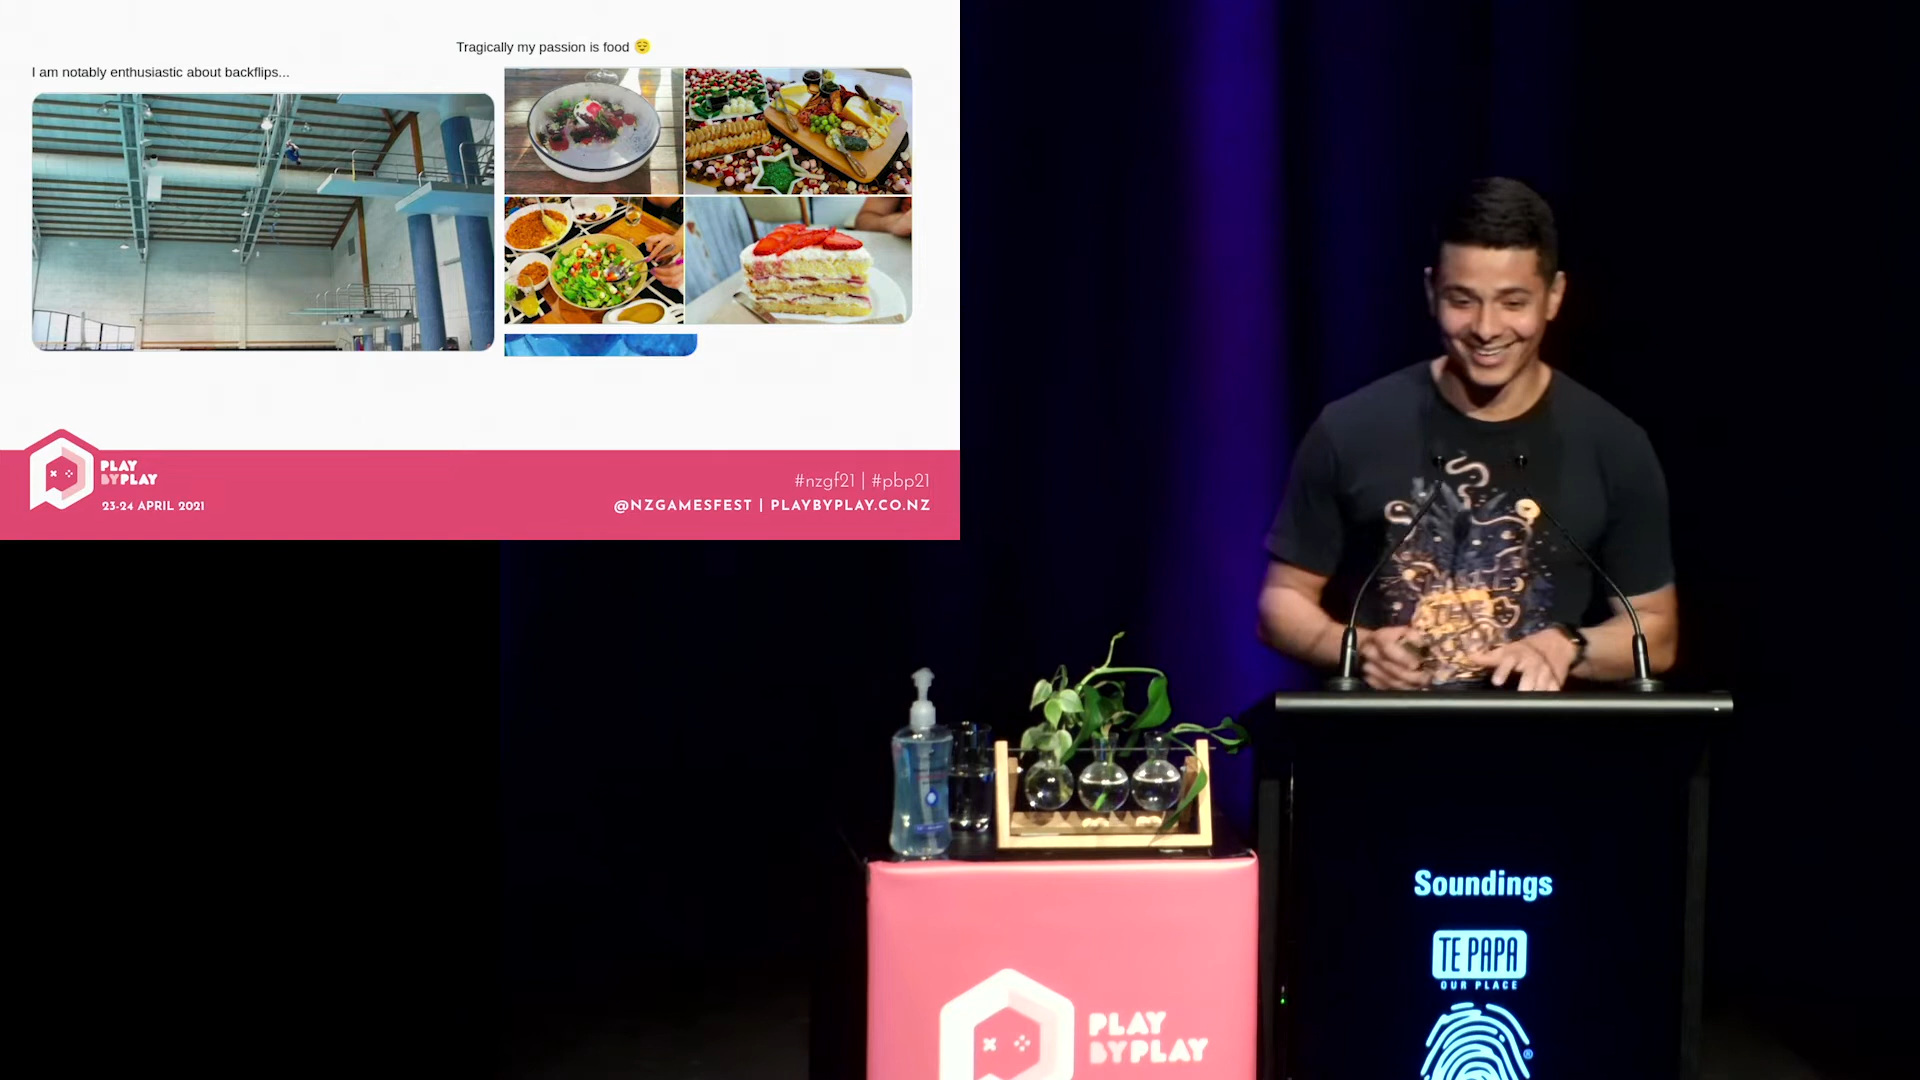 Tragically my passion is food 😌
I am notably enthusiastic about backflips...
PLAY
BYPLAY
23-24 APRIL 2021
#nzgf21 | #pbp21
@NZGAMESFEST | PLAYBYPLAY.CO.NZ
THE
Soundings
TE PAPA
OUR PLACE
®
PLAY
BYPLAY